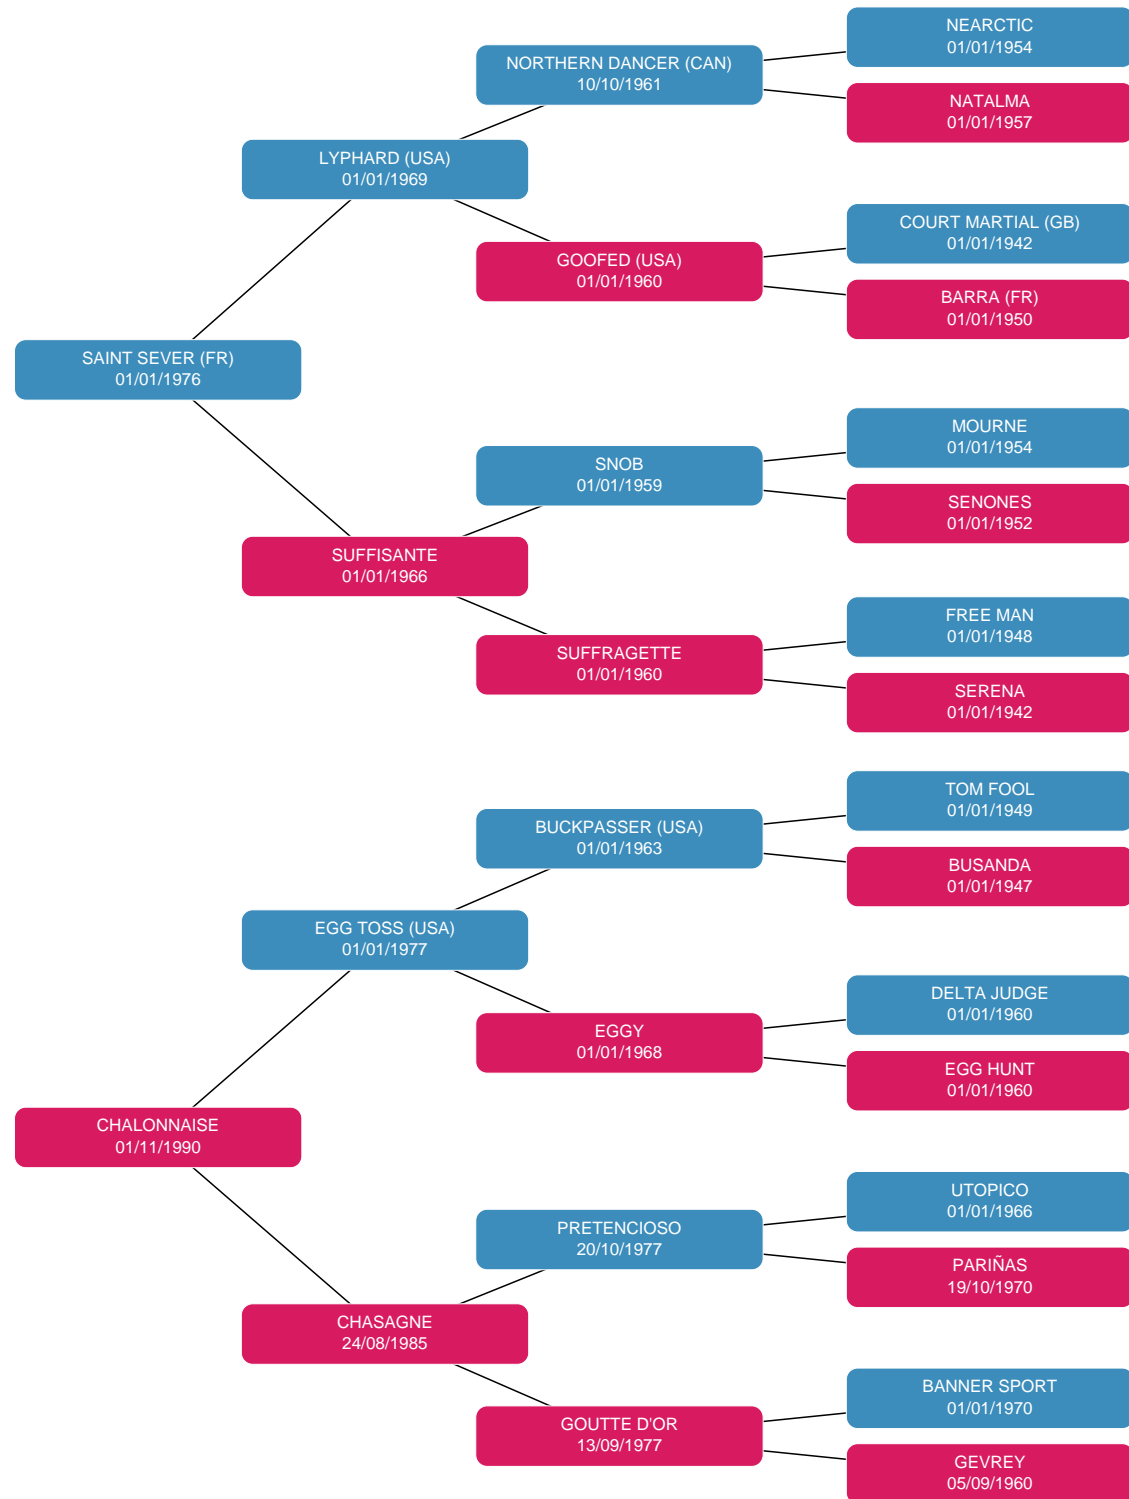 NEARCTIC
01/01/1954
NORTHERN DANCER (CAN)
10/10/1961
NATALMA
01/01/1957
LYPHARD (USA)
01/01/1969
COURT MARTIAL (GB)
01/01/1942
GOOFED (USA)
01/01/1960
BARRA (FR)
01/01/1950
SAINT SEVER (FR)
01/01/1976
MOURNE
01/01/1954
SNOB
01/01/1959
SENONES
01/01/1952
SUFFISANTE
01/01/1966
FREE MAN
01/01/1948
SUFFRAGETTE
01/01/1960
SERENA
01/01/1942
TOM FOOL
01/01/1949
BUCKPASSER (USA)
01/01/1963
BUSANDA
01/01/1947
EGG TOSS (USA)
01/01/1977
DELTA JUDGE
01/01/1960
EGGY
01/01/1968
EGG HUNT
01/01/1960
CHALONNAISE
01/11/1990
UTOPICO
01/01/1966
PRETENCIOSO
20/10/1977
PARIÑAS
19/10/1970
CHASAGNE
24/08/1985
BANNER SPORT
01/01/1970
GOUTTE D'OR
13/09/1977
GEVREY
05/09/1960